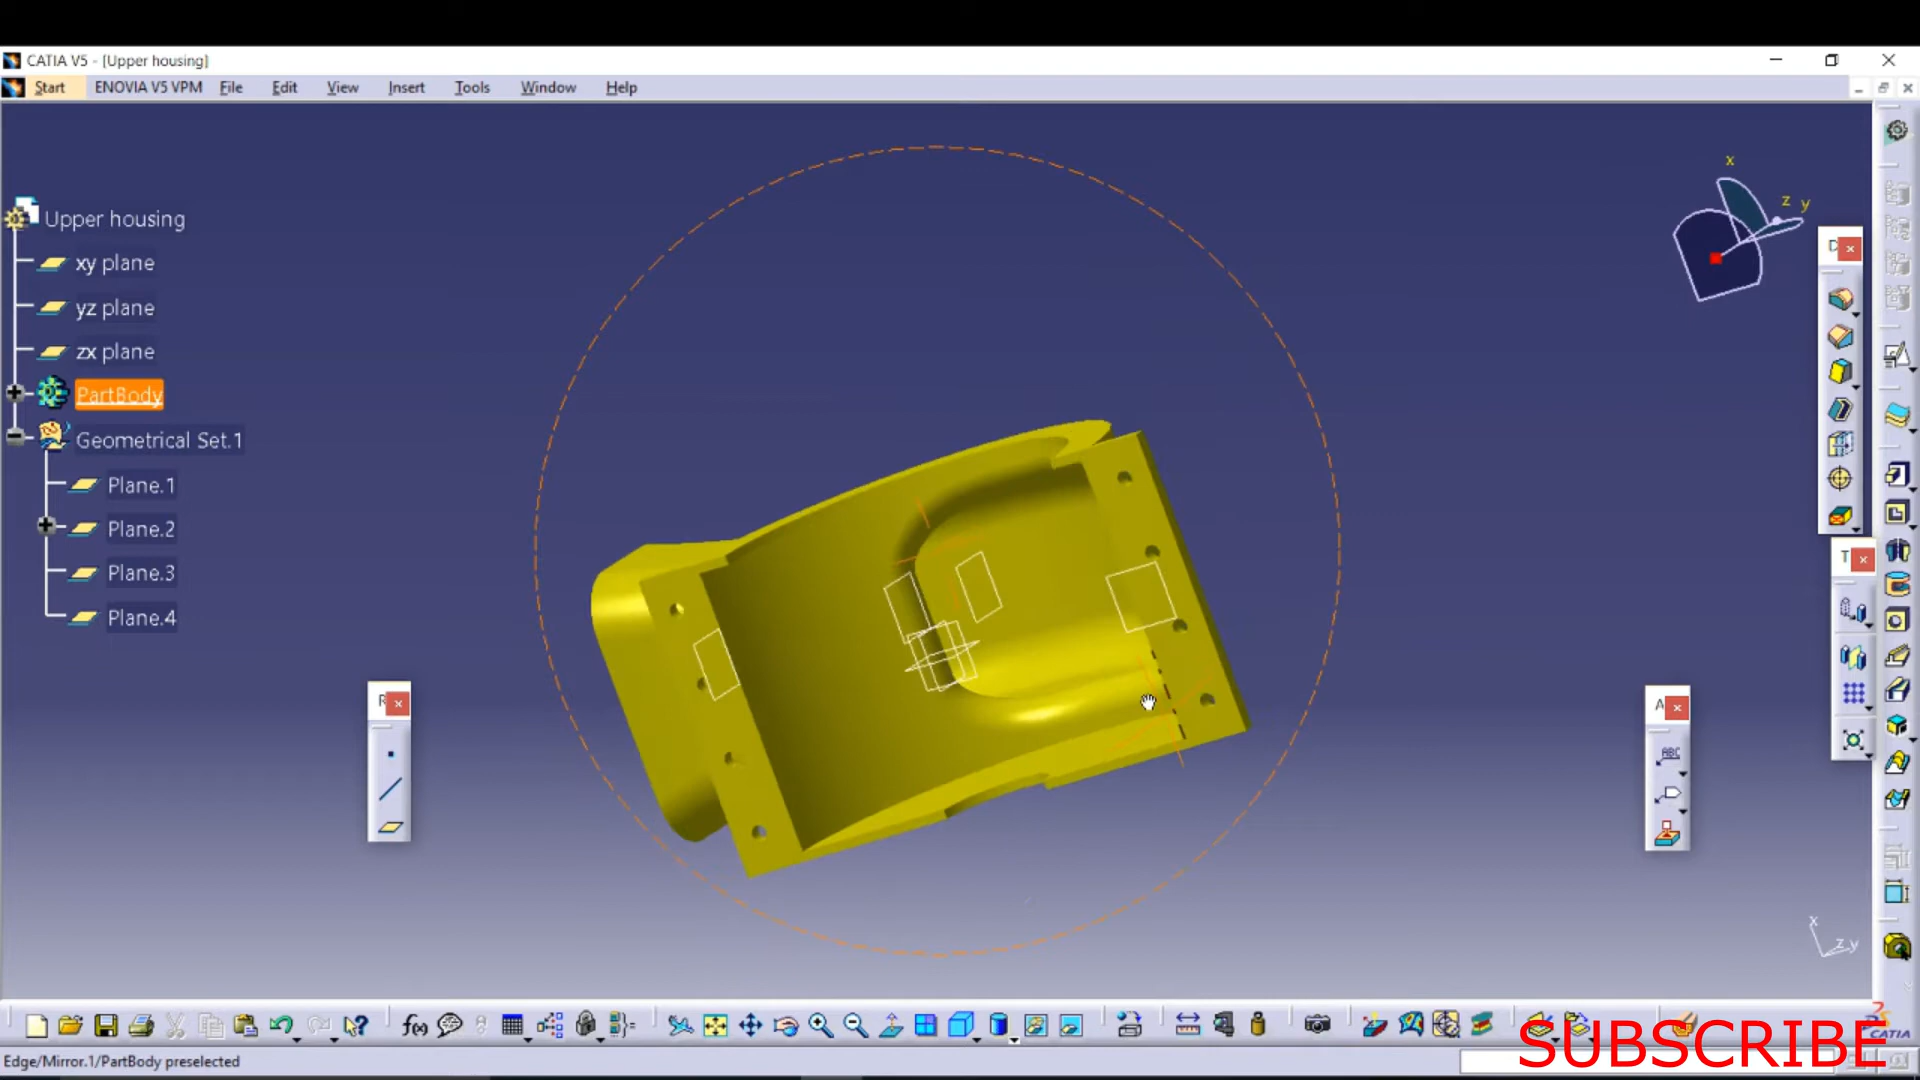 CATIA V5 - [Upper housing]
Start ENOVIA V5 VPM File Edit View Insert Tools Window Help
x
z y
Upper housing
xy plane
yz plane
zx plane
PartBody
Geometrical Set.1
Plane.1
Plane.2
Plane.3
Plane.4
D
T
R
A
ABC
x
z y
f(x)
SUBSCRIBE
CATIA
Edge/Mirror.1/PartBody preselected